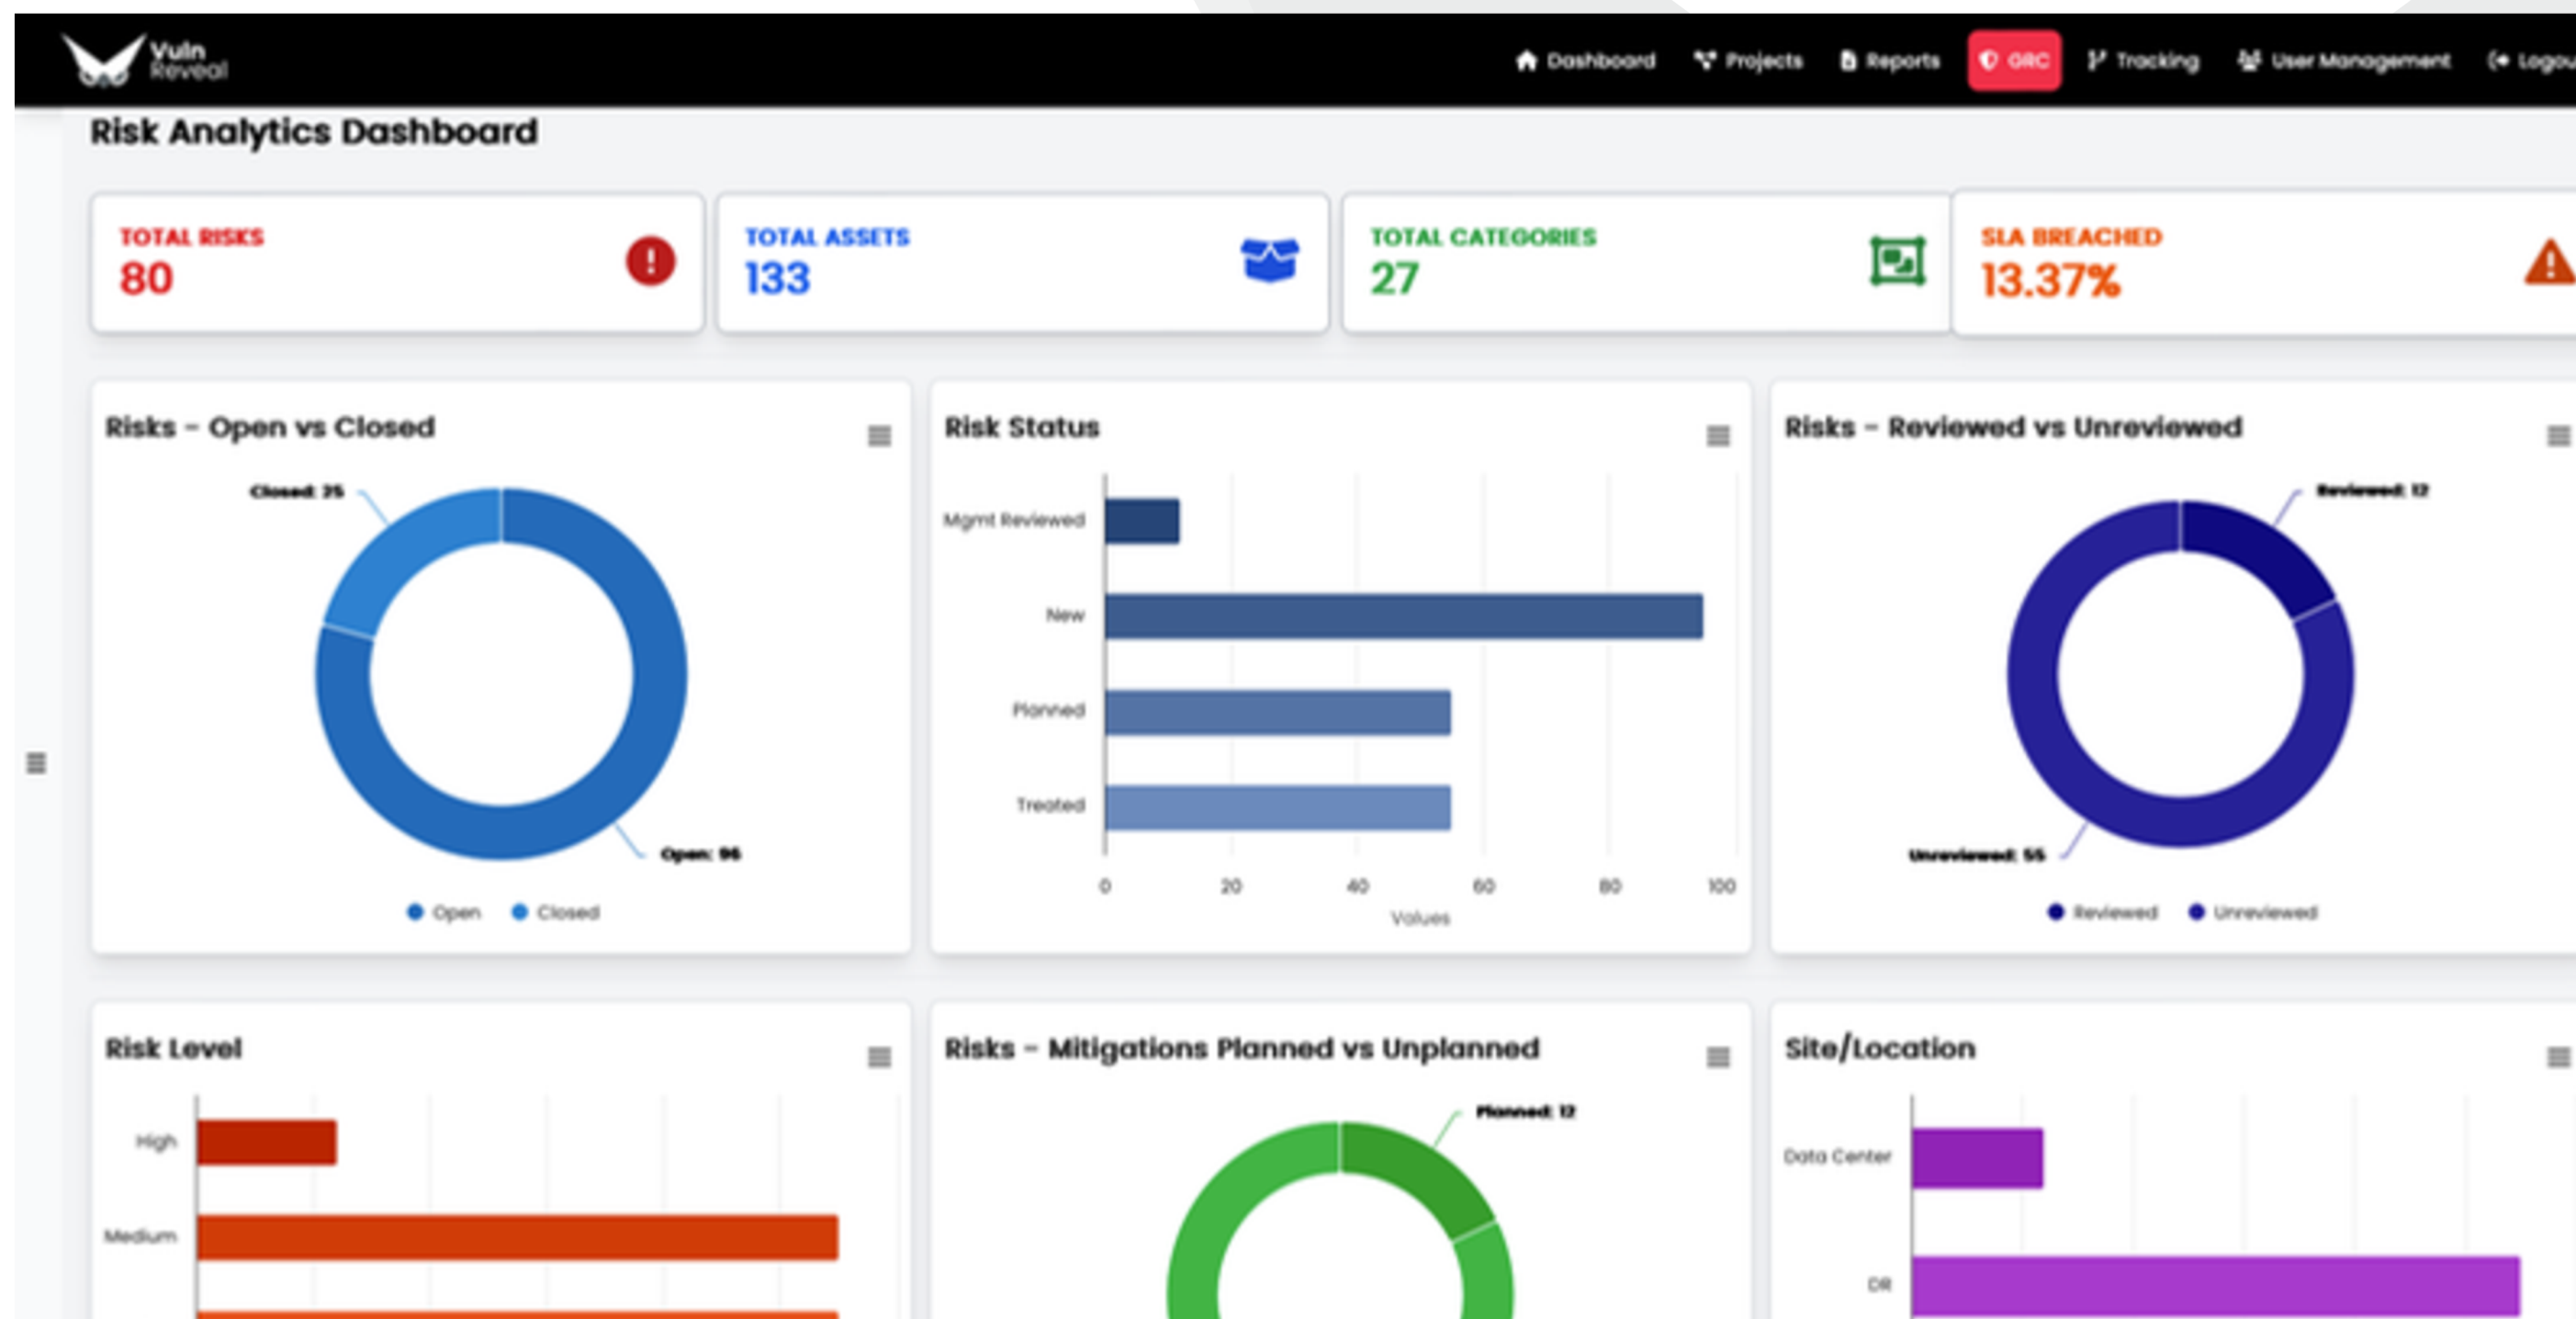 Vuln
Reveal
Dashboard
Projects
Reports
GRC
Tracking
User Management
Logou
Risk Analytics Dashboard
TOTAL RISKS
80
TOTAL ASSETS
133
TOTAL CATEGORIES
27
SLA BREACHED
13.37%
Risks - Open vs Closed
Closed: 25
Open: 96
Open
Closed
Risk Status
Mgmt Reviewed
New
Planned
Treated
0
20
40
60
80
100
Values
Risks - Reviewed vs Unreviewed
Reviewed: 12
Unreviewed: 55
Reviewed
Unreviewed
Risk Level
High
Medium
Risks - Mitigations Planned vs Unplanned
Planned: 12
Site/Location
Data Center
DR